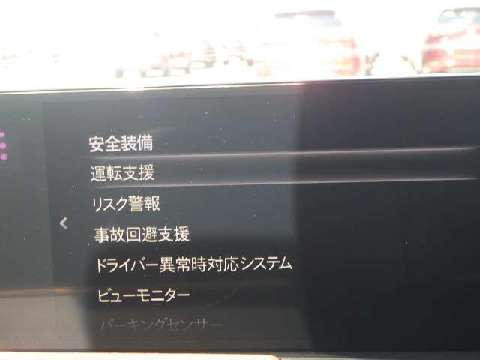 安全装備
運転支援
リスク警報
事故回避支援
ドライバー異常時対応システム
ビューモニター
パーキングセンサー